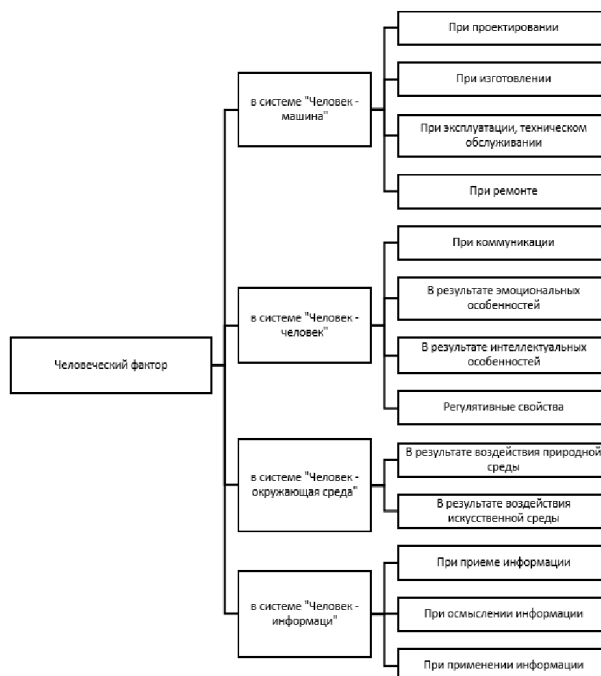 При проектировании
При изготовлении
в системе "Человек -
машина"
При эксплуатации, техническом
обслуживании
При ремонте
При коммуникации
В результате эмоциональных
особенностей
в системе "Человек -
человек"
В результате интеллектуальных
особенностей
Человеческий фактор
Регулятивные свойства
В результате воздействия природной
среды
в системе "Человек -
окружающая среда"
В результате воздействия
искусственной среды
При приеме информации
в системе "Человек -
информаци"
При осмыслении информации
При применении информации